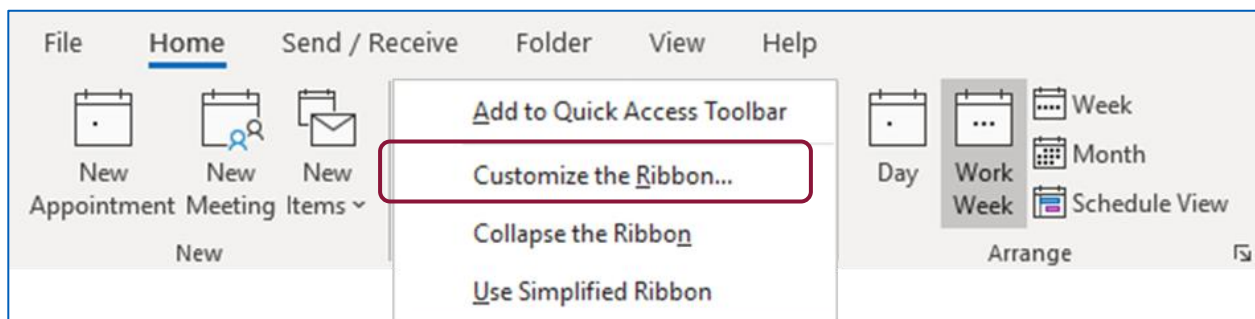 File Home Send / Receive Folder View Help
New Appointment
New Meeting
New Items
New
Add to Quick Access Toolbar
Customize the Ribbon...
Collapse the Ribbon
Use Simplified Ribbon
Day
Work Week
Week
Month
Schedule View
Arrange